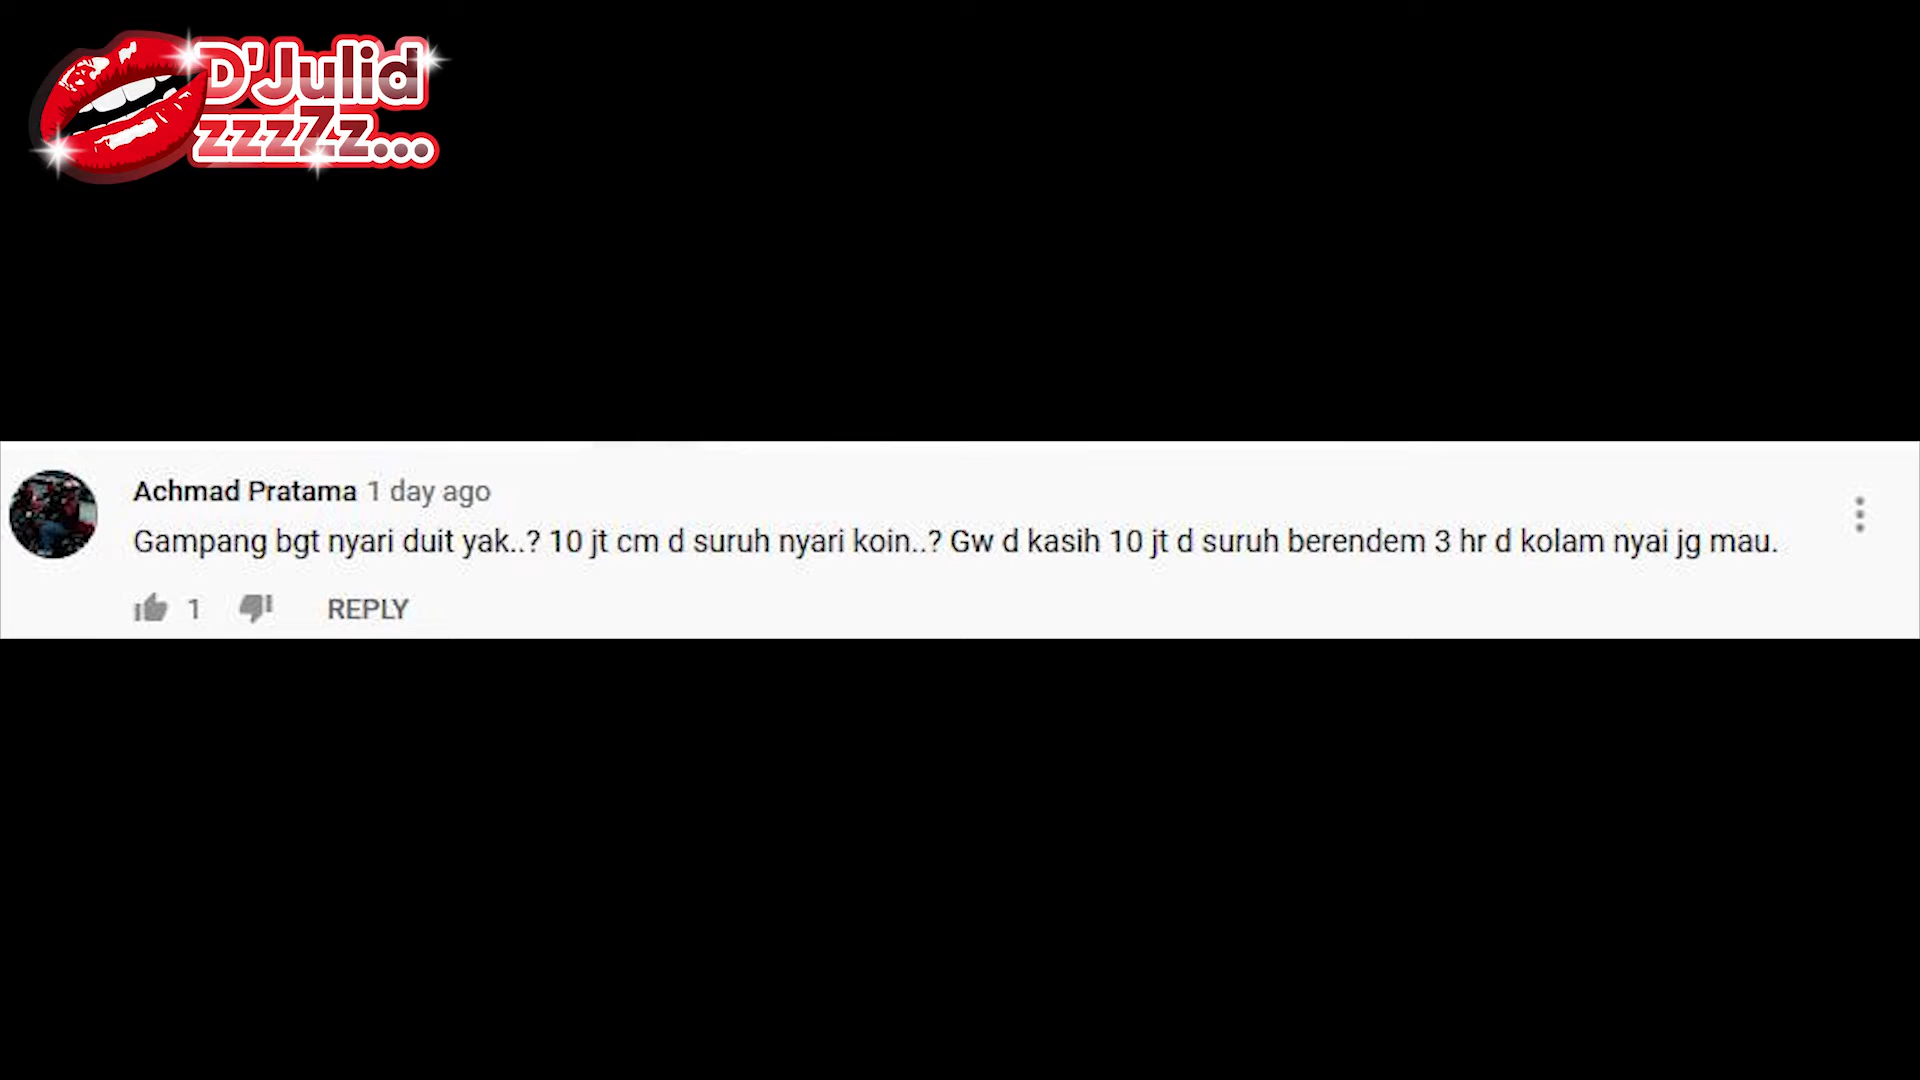 D'Julid
zzzzZz...
Achmad Pratama 1 day ago
Gampang bgt nyari duit yak..? 10 jt cm d suruh nyari koin..? Gw d kasih 10 jt d suruh berendem 3 hr d kolam nyai jg mau.
1 REPLY